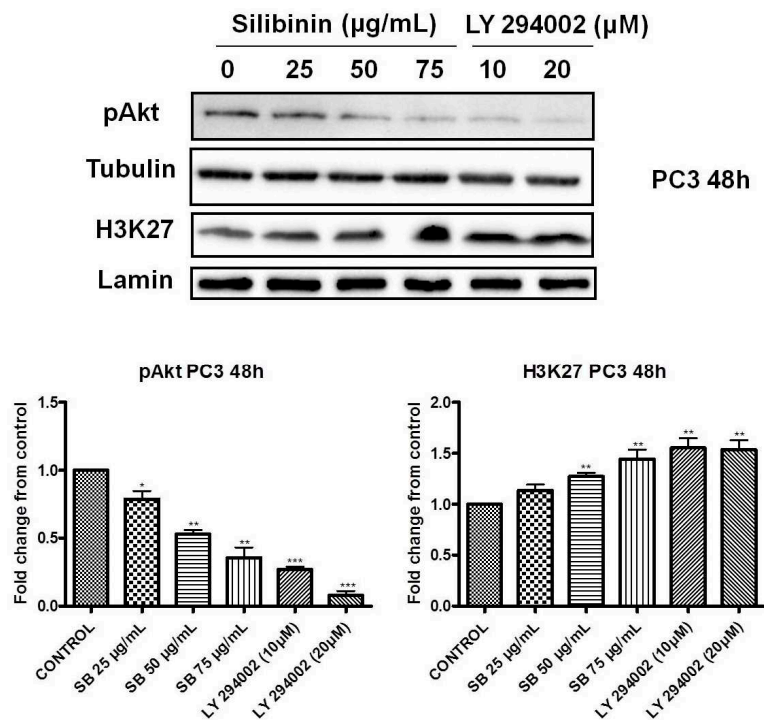 Silibinin (µg/mL) LY 294002 (µM)
0 25 50 75 10 20
pAkt
Tubulin
PC3 48h
H3K27
Lamin
pAkt PC3 48h
Fold change from control
1.5
1.0
0.5
0.0
*
**
**
***
***
CONTROL
SB 25 µg/mL
SB 50 µg/mL
SB 75 µg/mL
LY 294002 (10µM)
LY 294002 (20µM)
H3K27 PC3 48h
Fold change from control
2.0
1.5
1.0
0.5
0.0
**
**
**
**
CONTROL
SB 25 µg/mL
SB 50 µg/mL
SB 75 µg/mL
LY 294002 (10µM)
LY 294002 (20µM)